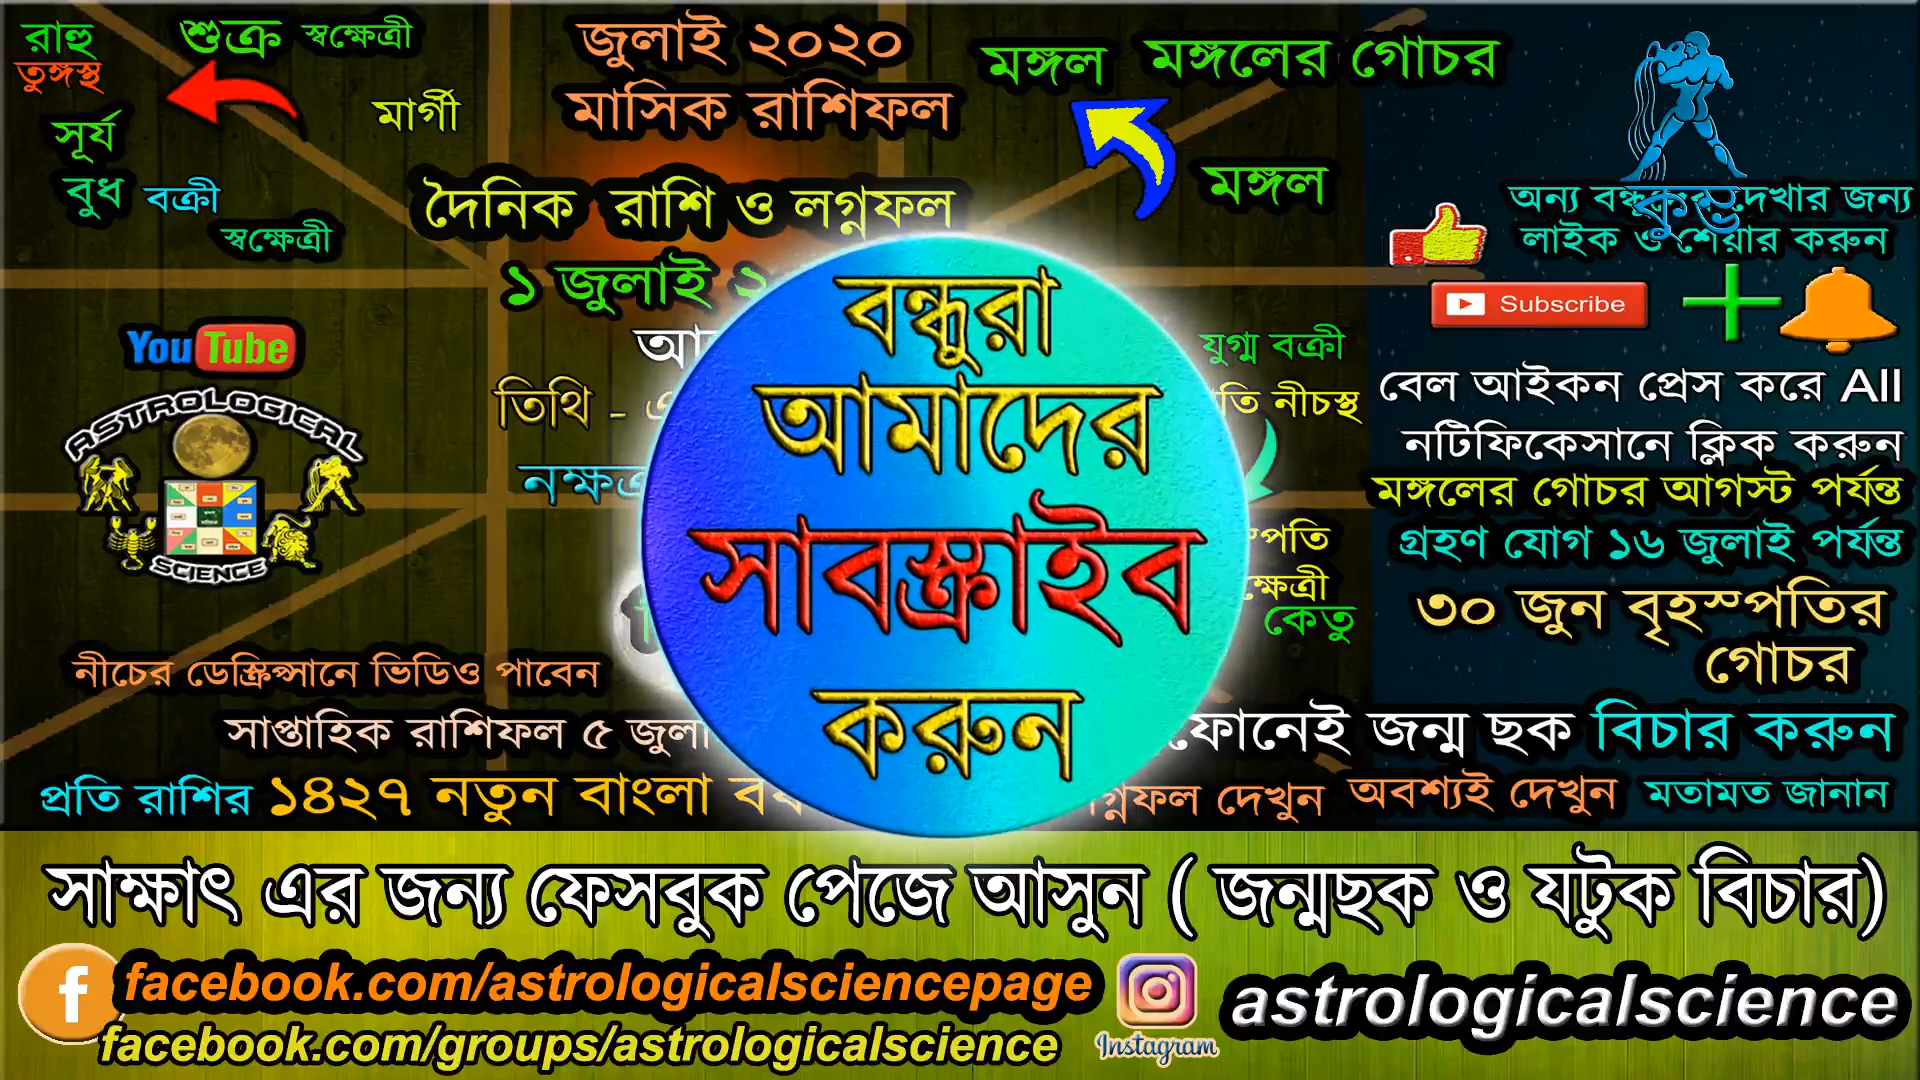 রাহু
তুঙ্গস্থ
শুক্র স্বক্ষেত্রী
সূর্য
বুধ বক্রী
স্বক্ষেত্রী
মার্গী
জুলাই ২০২০
মাসিক রাশিফল
দৈনিক রাশি ও লগ্নফল
১ জুলাই
তিথি -
মঙ্গল মঙ্গলের গোচর
মঙ্গল
কুম্ভ
অন্য দেখার জন্য
লাইক ও শেয়ার করুন
Subscribe
যুগ্ম বক্রী
নীচস্থ
বেল আইকন প্রেস করে All
নটিফিকেসানে ক্লিক করুন
মঙ্গলের গোচর আগস্ট পর্যন্ত
গ্রহণ যোগ ১৬ জুলাই পর্যন্ত
৩০ জুন বৃহস্পতির
গোচর
কেতু
YouTube
ASTROLOGICAL
SCIENCE
বন্ধুরা
আমাদের
সাবস্ক্রাইব
করুন
নীচের ডেস্ক্রিপ্সানে ভিডিও পাবেন
সাপ্তাহিক রাশিফল ৫
জন্ম ছক বিচার করুন
প্রতি রাশির ১৪২৭ নতুন বাংলা
দেখুন অবশ্যই দেখুন মতামত জানান
সাক্ষাৎ এর জন্য ফেসবুক পেজে আসুন ( জন্মছক ও যটুক বিচার)
facebook.com/astrologicalsciencepage
facebook.com/groups/astrologicalscience
Instagram
astrologicalscience